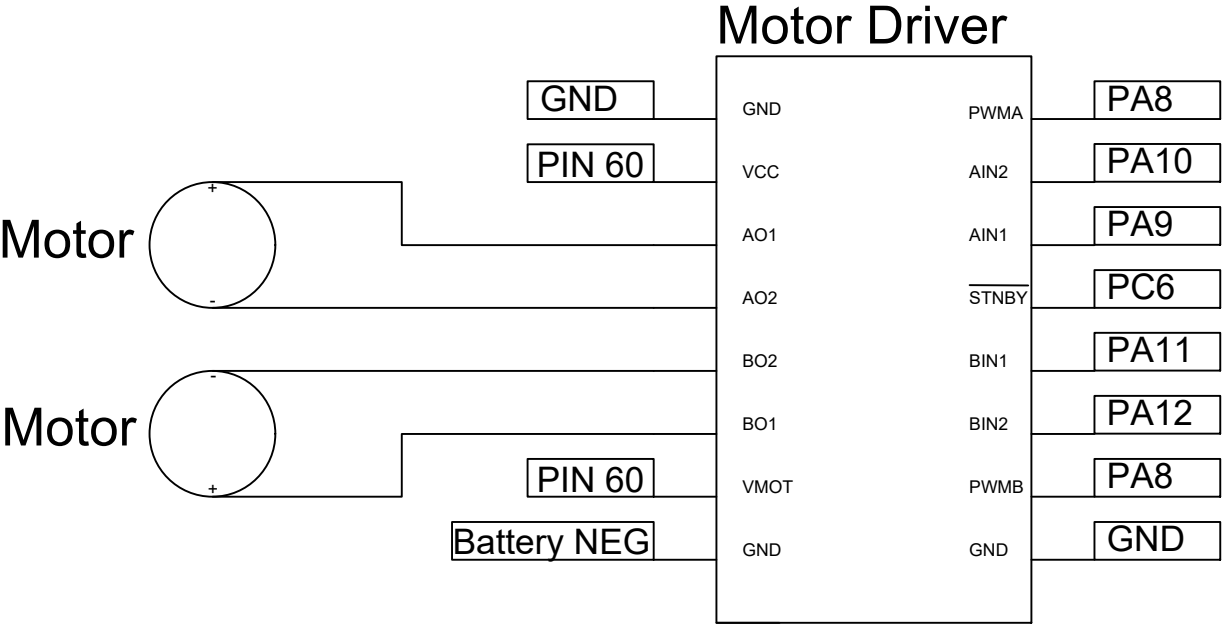 Motor Driver
GND GND PWMA PA8
PIN 60 VCC AIN2 PA10
+
Motor AO1 AIN1 PA9
- AO2 STNBY PC6
- BO2 BIN1 PA11
Motor BO1 BIN2 PA12
+
PIN 60 VMOT PWMB PA8
Battery NEG GND GND GND